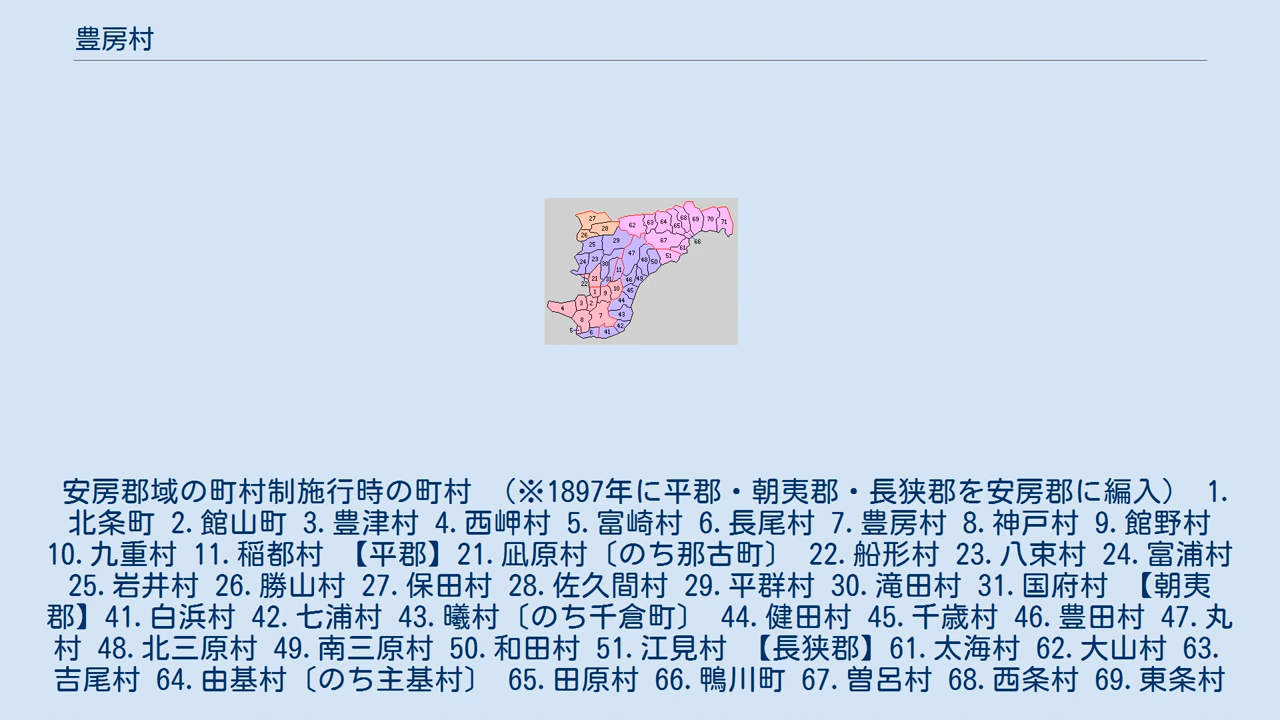 豊房村
安房郡域の町村制施行時の町村 （※1897年に平郡・朝夷郡・長狭郡を安房郡に編入） 1.
北条町 2.館山町 3.豊津村 4.西岬村 5.富崎村 6.長尾村 7.豊房村 8.神戸村 9.館野村
10.九重村 11.稲都村 【平郡】21.凪原村〔のち那古町〕 22.船形村 23.八束村 24.富浦村
25.岩井村 26.勝山村 27.保田村 28.佐久間村 29.平群村 30.滝田村 31.国府村 【朝夷
郡】41.白浜村 42.七浦村 43.曦村〔のち千倉町〕 44.健田村 45.千歳村 46.豊田村 47.丸
村 48.北三原村 49.南三原村 50.和田村 51.江見村 【長狭郡】61.太海村 62.大山村 63.
吉尾村 64.由基村〔のち主基村〕 65.田原村 66.鴨川町 67.曽呂村 68.西条村 69.東条村